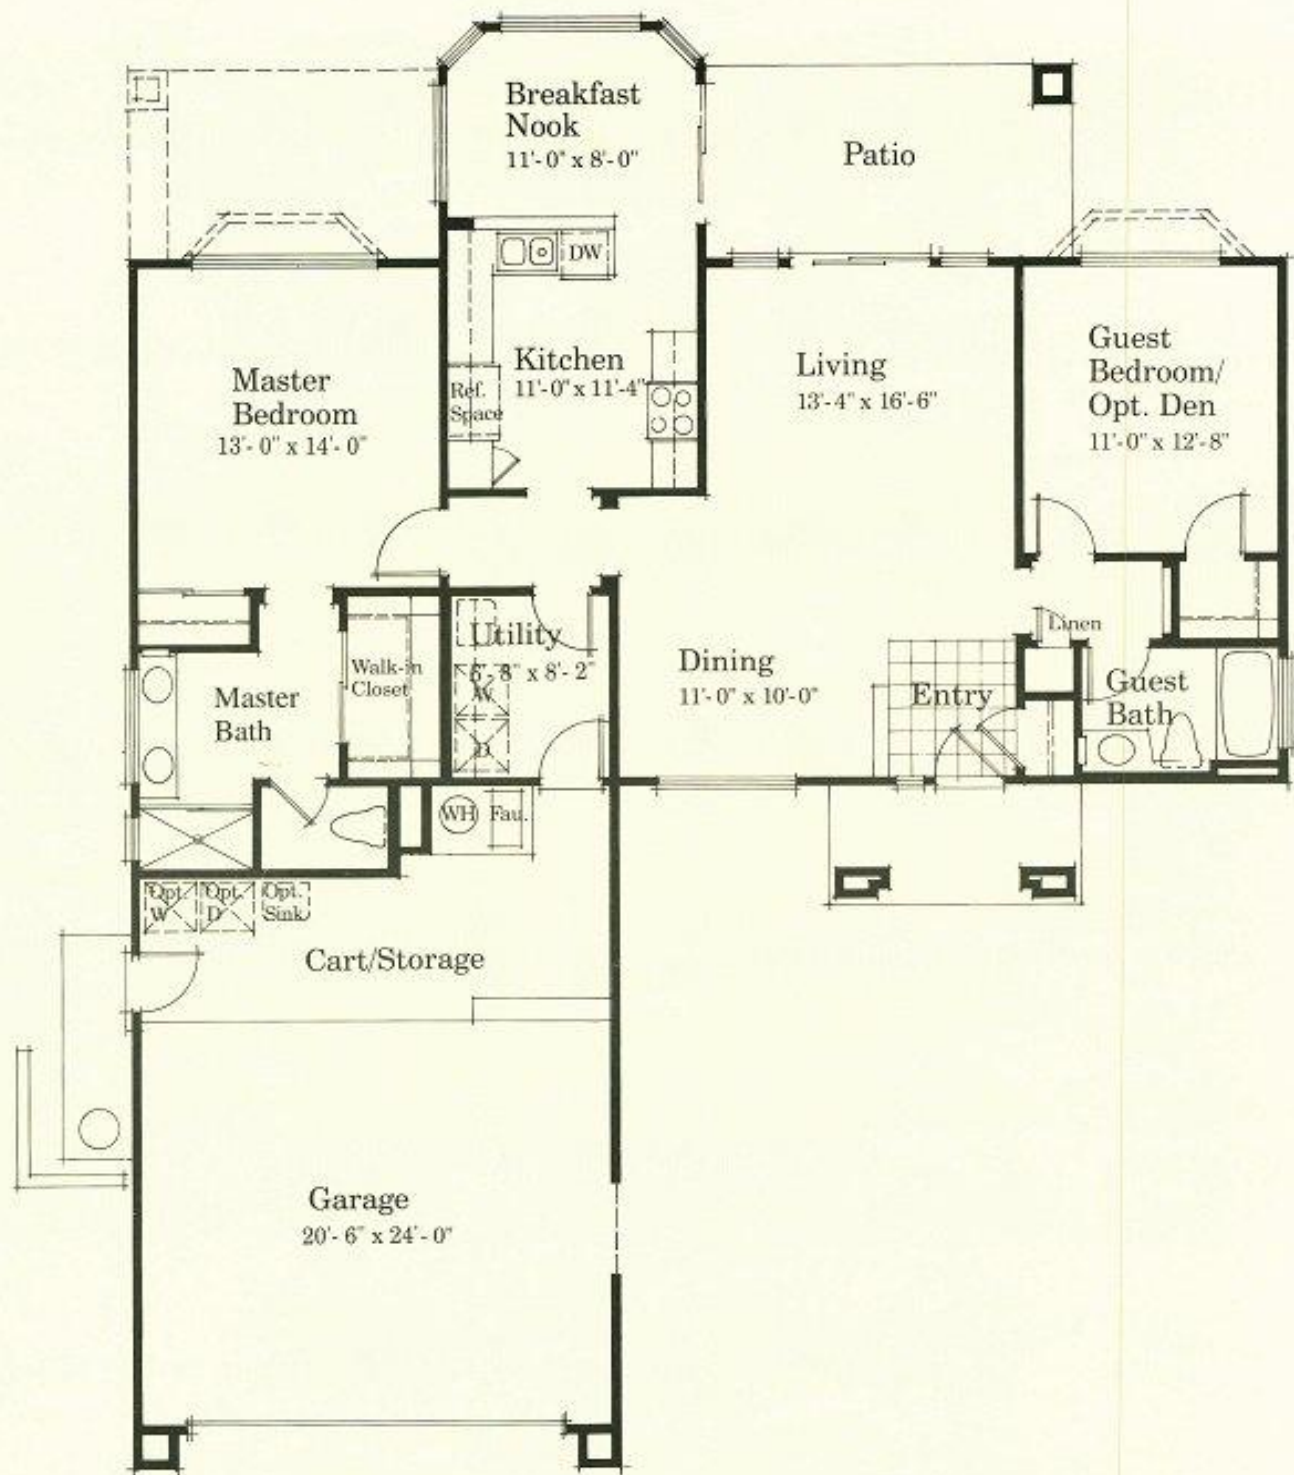 Breakfast
Nook
11'-0" x 8'-0"
Patio
DW
Kitchen
11'-0" x 11'-4"
Ref.
Space
Master
Bedroom
13'-0" x 14'-0"
Living
13'-4" x 16'-6"
Guest
Bedroom/
Opt. Den
11'-0" x 12'-8"
Linen
Utility
x 8'-2"
W
D
Walk-in
Closet
Master
Bath
Dining
11'-0" x 10'-0"
Entry
Guest
Bath
WH
Fau.
Opt.
W
Opt.
D
Opt.
Sink
Cart/Storage
Garage
20'-6" x 24'-0"